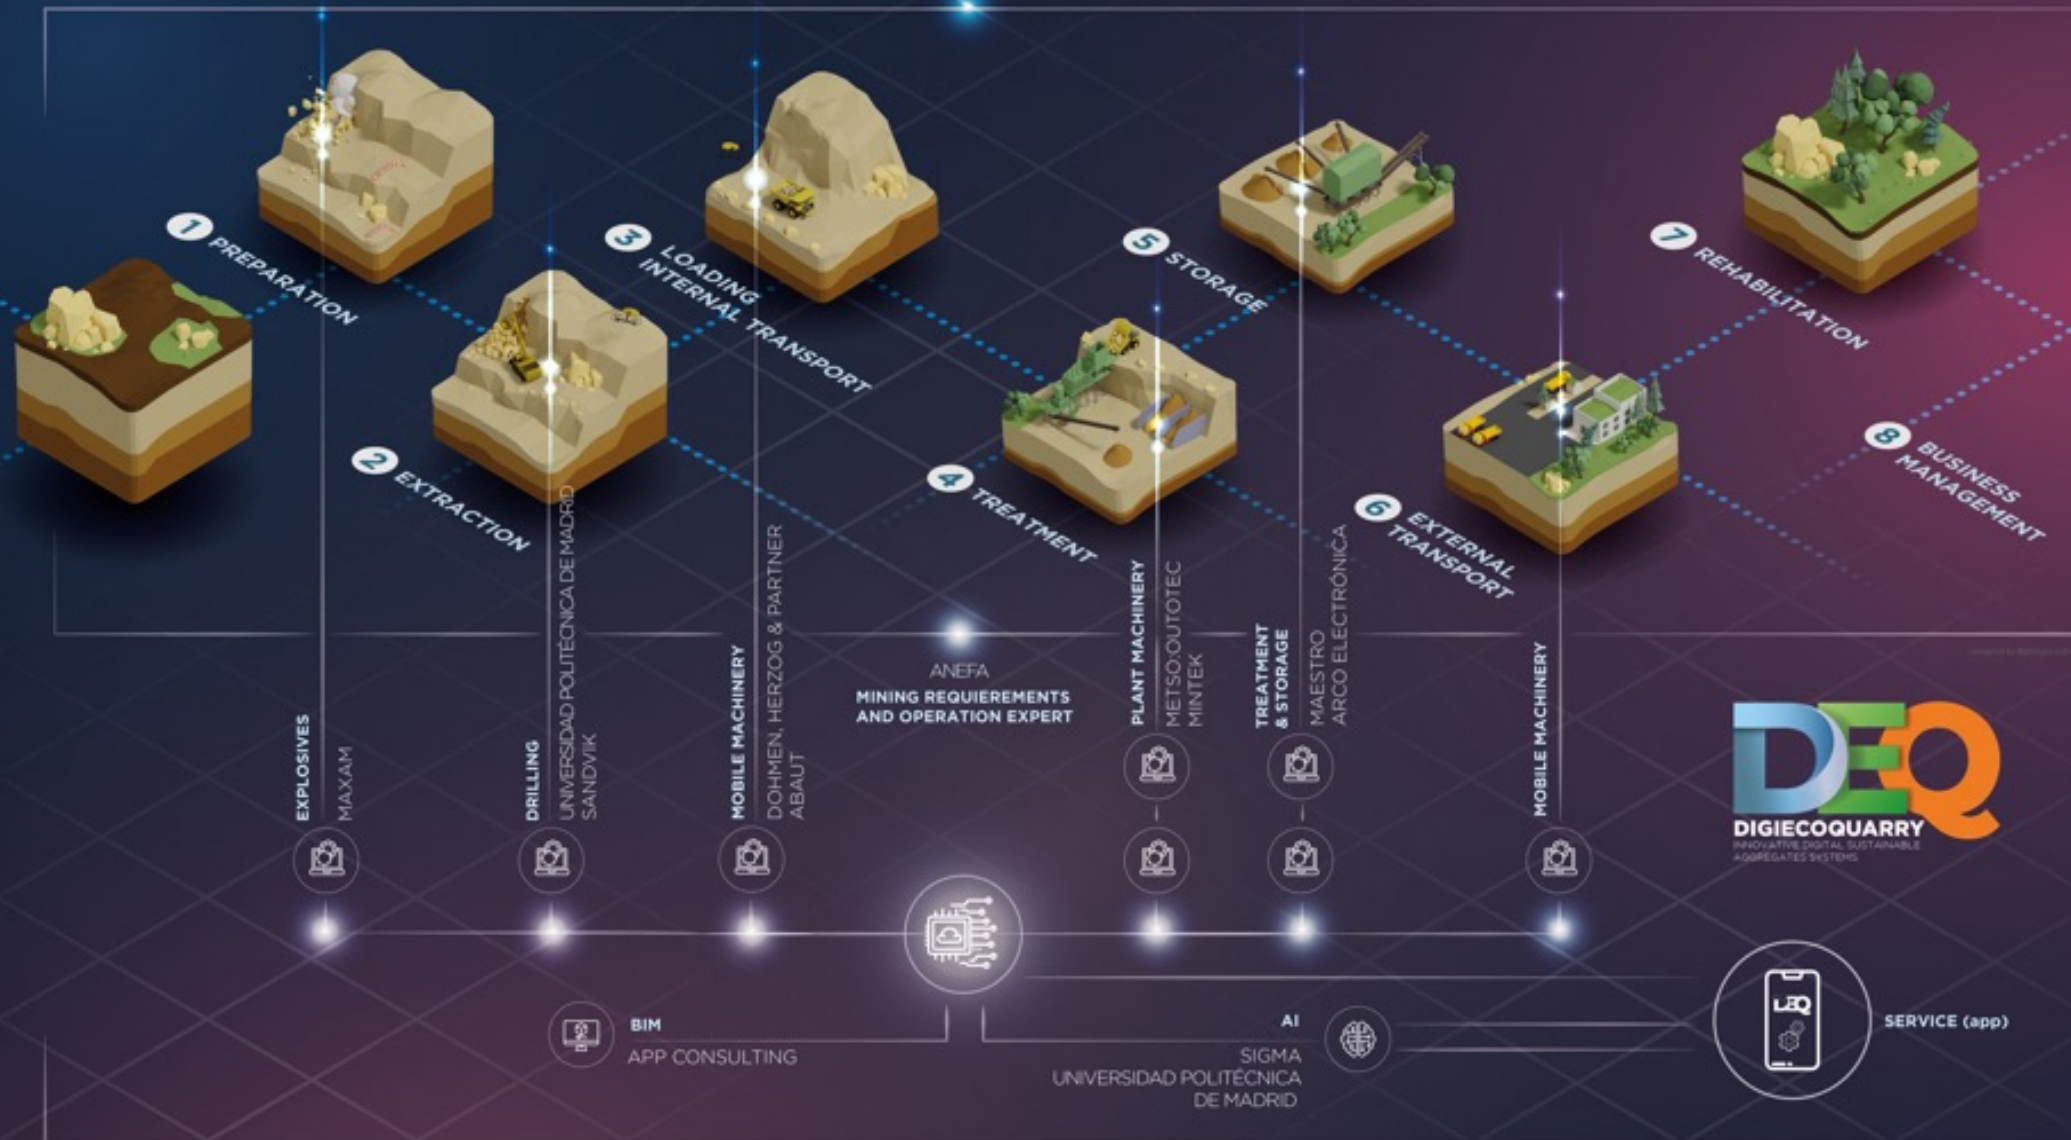 1 PREPARATION
2 EXTRACTION
3 LOADING
INTERNAL TRANSPORT
4 TREATMENT
5 STORAGE
6 EXTERNAL
TRANSPORT
7 REHABILITATION
8 BUSINESS
MANAGEMENT
EXPLOSIVES
MAXAM
DRILLING
UNIVERSIDAD POLITÉCNICA DE MADRID
SANDVIK
MOBILE MACHINERY
DOHMEN, HERZOG & PARTNER
ABAUT
ANEFA
MINING REQUIEREMENTS
AND OPERATION EXPERT
PLANT MACHINERY
METSO:OUTOTEC
MINTEK
TREATMENT
& STORAGE
MAESTRO
ARCO ELECTRÓNICA
MOBILE MACHINERY
DEQ
DIGIECOQUARRY
INNOVATIVE DIGITAL SUSTAINABLE
AGGREGATES SYSTEMS
BIM
APP CONSULTING
AI
SIGMA
UNIVERSIDAD POLITÉCNICA
DE MADRID
DEQ
SERVICE (app)